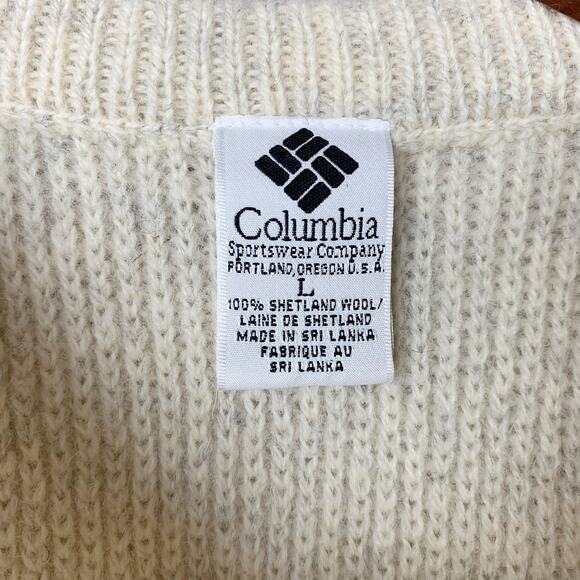 Columbia
Sportswear Company
PORTLAND, OREGON U.S.A.
L
100% SHETLAND WOOL/
LAINE DE SHETLAND
MADE IN SRI LANKA
FABRIQUE AU
SRI LANKA